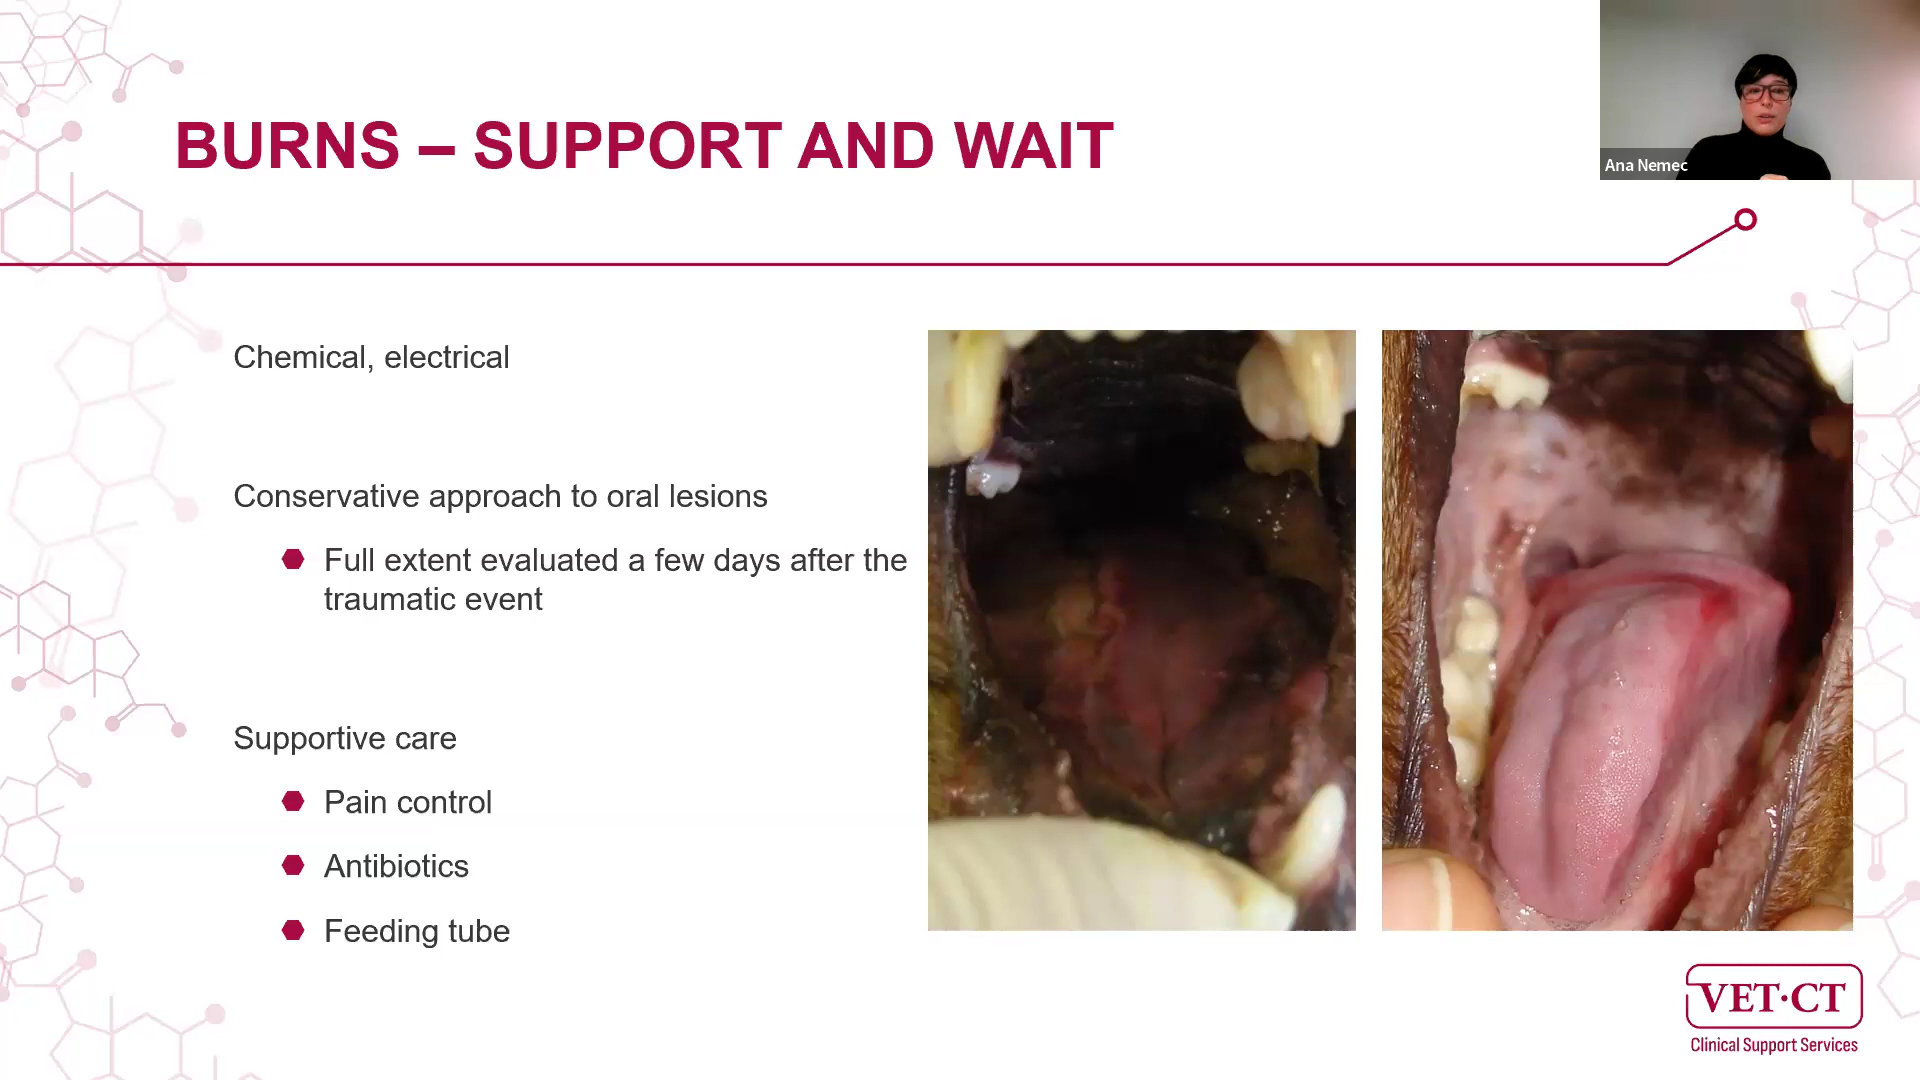 BURNS – SUPPORT AND WAIT
Ana Nemec
Chemical, electrical
Conservative approach to oral lesions
Full extent evaluated a few days after the
traumatic event
Supportive care
Pain control
Antibiotics
Feeding tube
VET·CT
Clinical Support Services